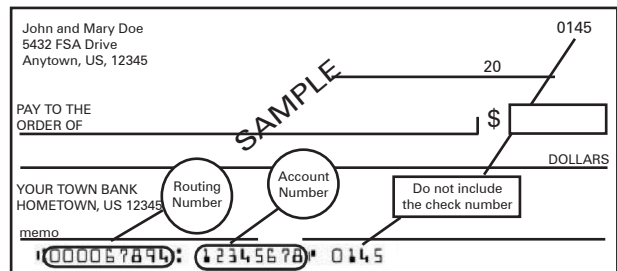 John and Mary Doe
5432 FSA Drive
Anytown, US, 12345
0145
20
SAMPLE
PAY TO THE
ORDER OF
$
DOLLARS
YOUR TOWN BANK
HOMETOWN, US 12345
Routing
Number
Account
Number
Do not include
the check number
memo
⑆000067894⑆ 12345678⑈ 0145